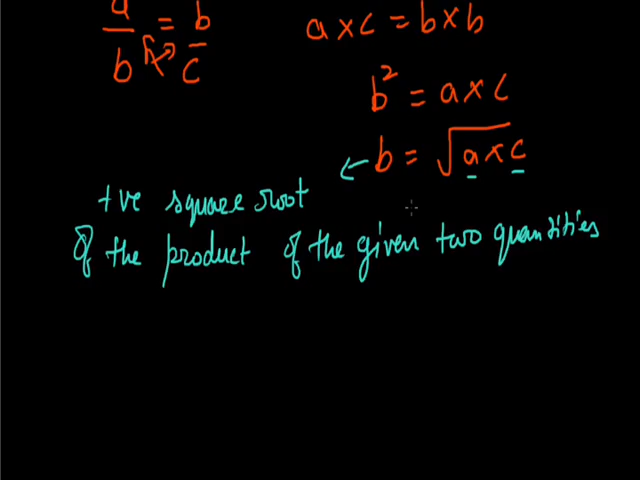 a/b = b/c
a × c = b × b
b² = a × c
b = √a × c
+ve square root
of the product of the given two quantities